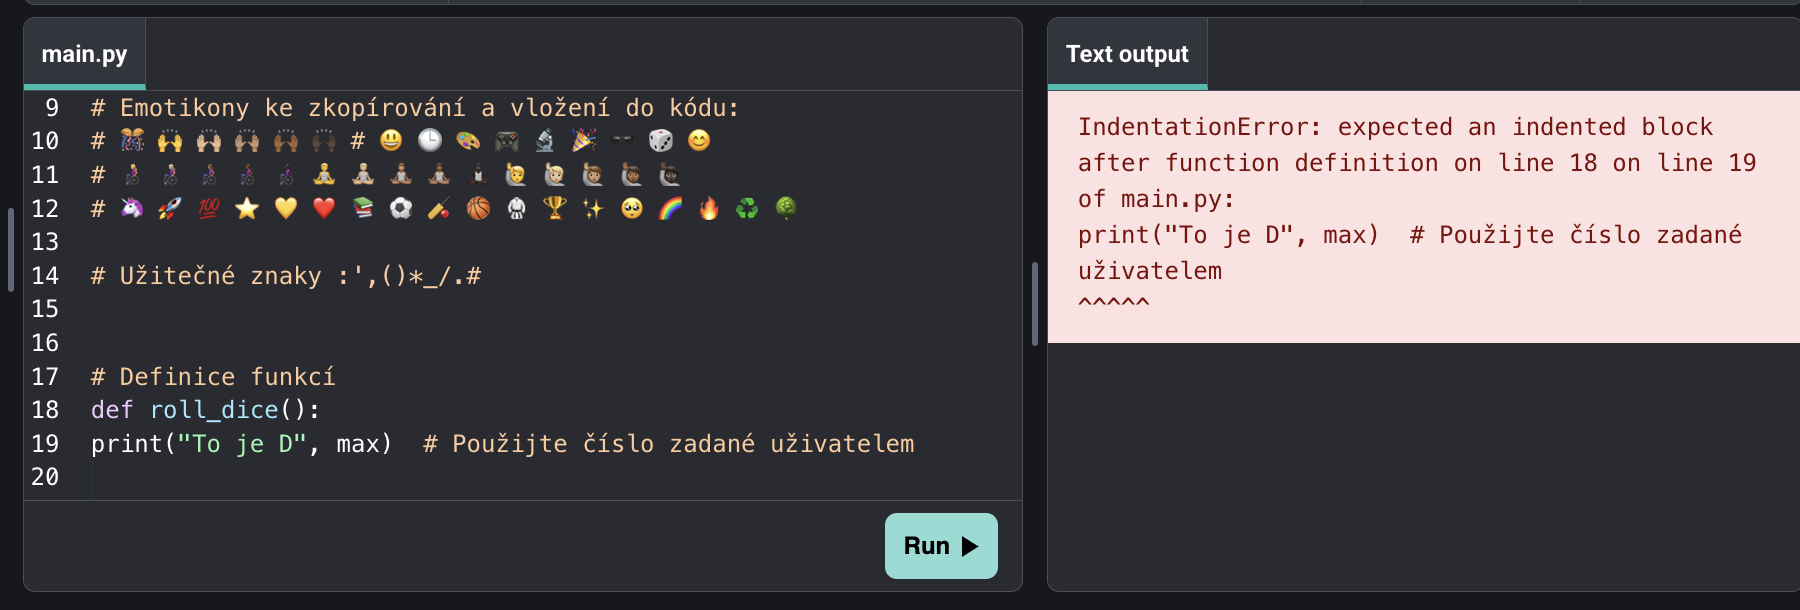 main.py
9 # Emotikony ke zkopírování a vložení do kódu:
10 # 🎊 🙌 🙌🏼 🙌🏽 🙌🏾 🙌🏿 # 😃 🕒 🎨 🎮 🔬 🎉 🕶️ 🎲 😊
11 # 👩‍🦽 👩🏼‍🦽 👩🏽‍🦽 👩🏾‍🦽 👩🏿‍🦽 🧘 🧘🏼 🧘🏽 🧘🏾 🧘🏿 🙋 🙋🏼 🙋🏽 🙋🏾 🙋🏿
12 # 🦄 🚀 💯 ⭐ 💛 ❤️ 📚 ⚽ 🏏 🏀 🥋 🏆 ✨ 🥺 🌈 🔥 ♻️ 🌳
13
14 # Užitečné znaky :',()*_/.#
15
16
17 # Definice funkcí
18 def roll_dice():
19 print("To je D", max)  # Použijte číslo zadané uživatelem
20
Run
Text output
IndentationError: expected an indented block
after function definition on line 18 on line 19
of main.py:
print("To je D", max)  # Použijte číslo zadané
uživatelem
^^^^^